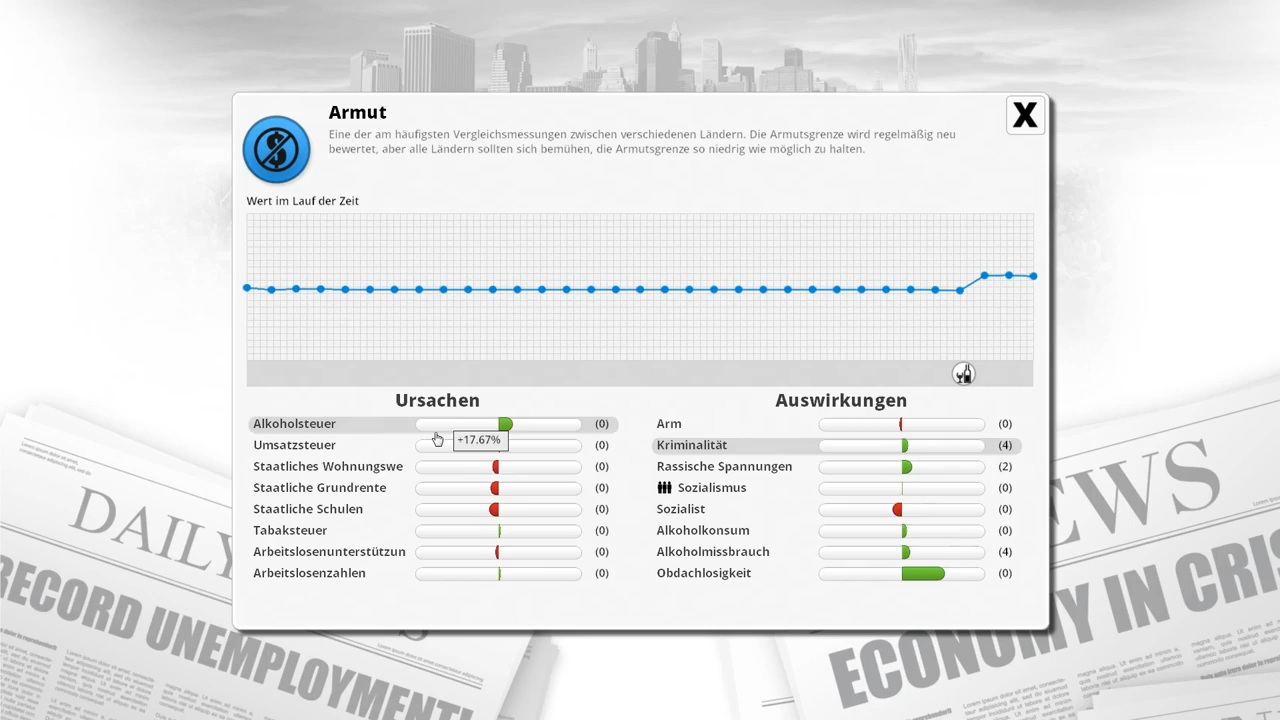 Armut
X
Eine der am häufigsten Vergleichsmessungen zwischen verschiedenen Ländern. Die Armutsgrenze wird regelmäßig neu
bewertet, aber alle Ländern sollten sich bemühen, die Armutsgrenze so niedrig wie möglich zu halten.
Wert im Lauf der Zeit
Ursachen
Alkoholsteuer (0)
+17.67%
Umsatzsteuer (0)
Staatliches Wohnungswe (0)
Staatliche Grundrente (0)
Staatliche Schulen (0)
Tabaksteuer (0)
Arbeitslosenunterstützun (0)
Arbeitslosenzahlen (0)
Auswirkungen
Arm (0)
Kriminalität (4)
Rassische Spannungen (2)
Sozialismus (0)
Sozialist (0)
Alkoholkonsum (0)
Alkoholmissbrauch (4)
Obdachlosigkeit (0)
DAILY
RECORD UNEMPLOYMENT
EWS
ECONOMY IN CRIS